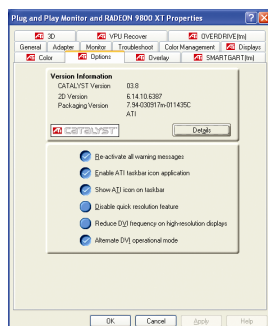 Plug and Play Monitor and RADEON 9800 XT Properties
3D VPU Recover OVERDRIVE(tm)
General Adapter Monitor Troubleshoot Color Management Displays
Color Options Overlay SMARTGART(tm)
Version Information
CATALYST Version 03.8
2D Version 6.14.10.6387
Packaging Version 7.94-030917m-011435C
ATI
ATI CATALYST Details
Re-activate all warning messages
Enable ATI taskbar icon application
Show ATI icon on taskbar
Disable quick resolution feature
Reduce DVI frequency on high-resolution displays
Alternate DVI operational mode
OK Cancel Apply Help